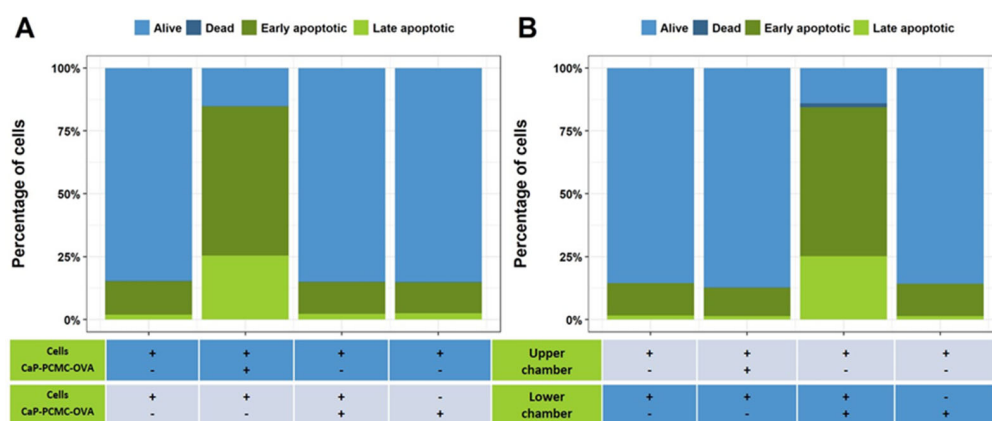 A
Alive Dead Early apoptotic Late apoptotic
Percentage of cells
100%
75%
50%
25%
0%
Cells + + + +
CaP-PCMC-OVA - + - -
Cells + + + -
CaP-PCMC-OVA - - + +
B
Alive Dead Early apoptotic Late apoptotic
Percentage of cells
100%
75%
50%
25%
0%
Upper + + + +
chamber - + - -
Lower + + + -
chamber - - + +